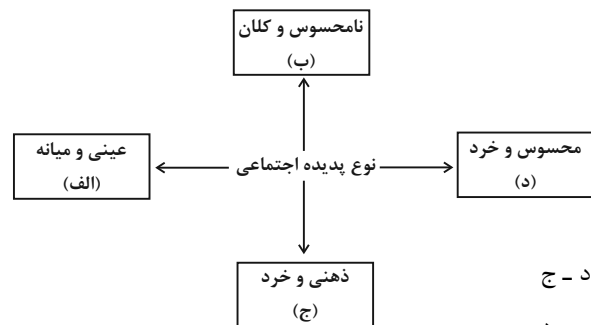 نامحسوس و کلان
(ب)
محسوس و خرد
(د)
نوع پدیده اجتماعی
عینی و میانه
(الف)
ذهنی و خرد
(ج)
د ـ ج